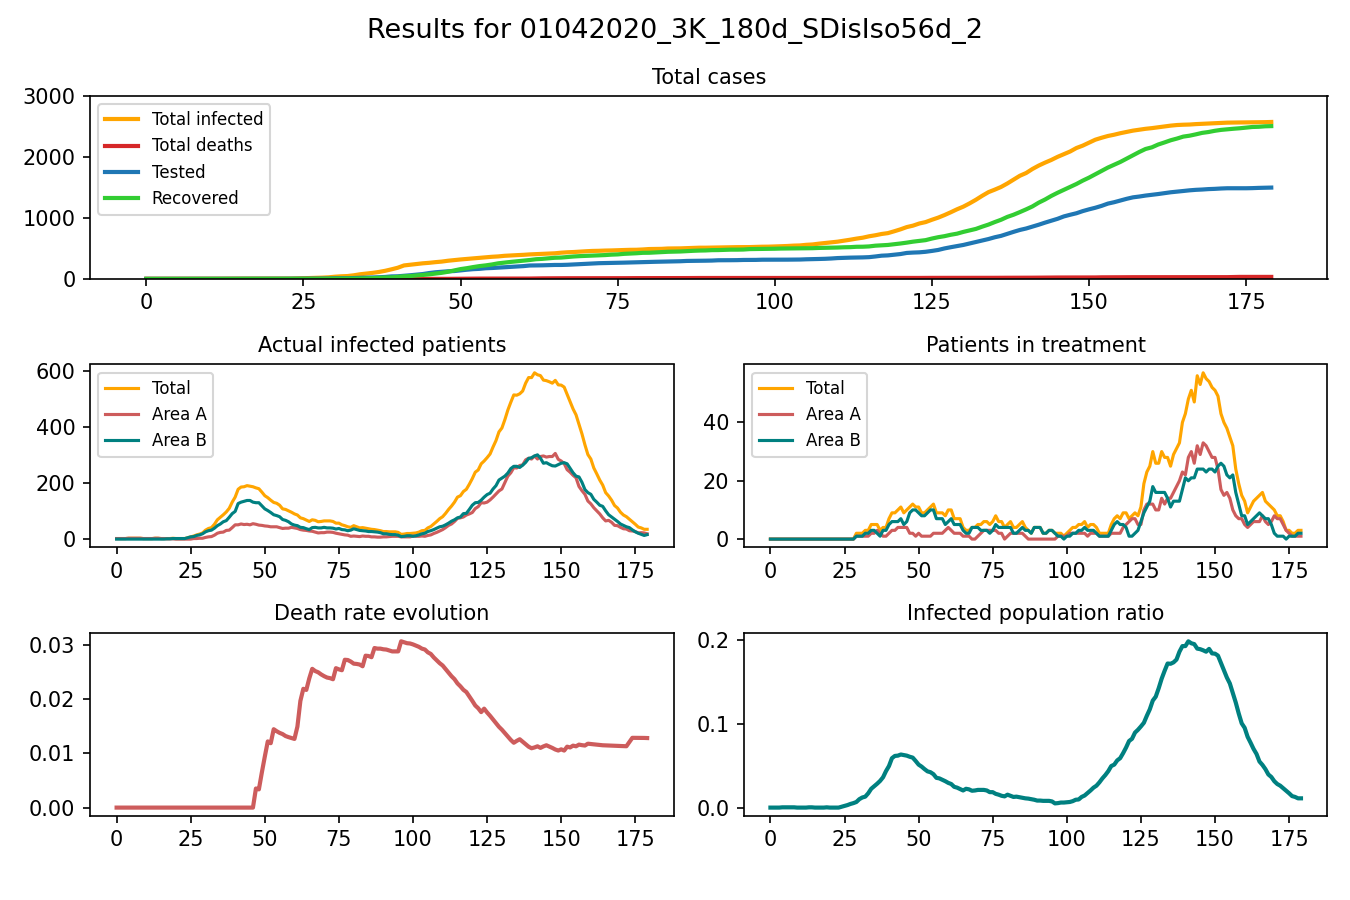 Results for 01042020_3K_180d_SDisIso56d_2
Total cases
3000
2000
1000
0
Total infected
Total deaths
Tested
Recovered
0 25 50 75 100 125 150 175
Actual infected patients
600
400
200
0
Total
Area A
Area B
0 25 50 75 100 125 150 175
Patients in treatment
40
20
0
Total
Area A
Area B
0 25 50 75 100 125 150 175
Death rate evolution
0.03
0.02
0.01
0.00
0 25 50 75 100 125 150 175
Infected population ratio
0.2
0.1
0.0
0 25 50 75 100 125 150 175